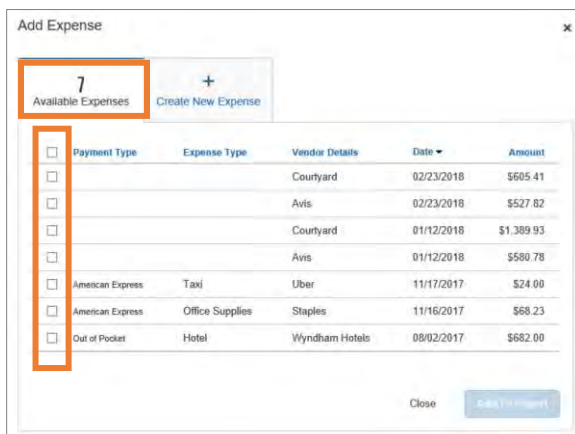 Add Expense ×
7
Available Expenses
+
Create New Expense
Payment Type Expense Type Vendor Details Date Amount
Courtyard 02/23/2018 $605.41
Avis 02/23/2018 $527.82
Courtyard 01/12/2018 $1,389.93
Avis 01/12/2018 $580.78
American Express Taxi Uber 11/17/2017 $24.00
American Express Office Supplies Staples 11/16/2017 $68.23
Out of Pocket Hotel Wyndham Hotels 08/02/2017 $682.00
Close Add To Report